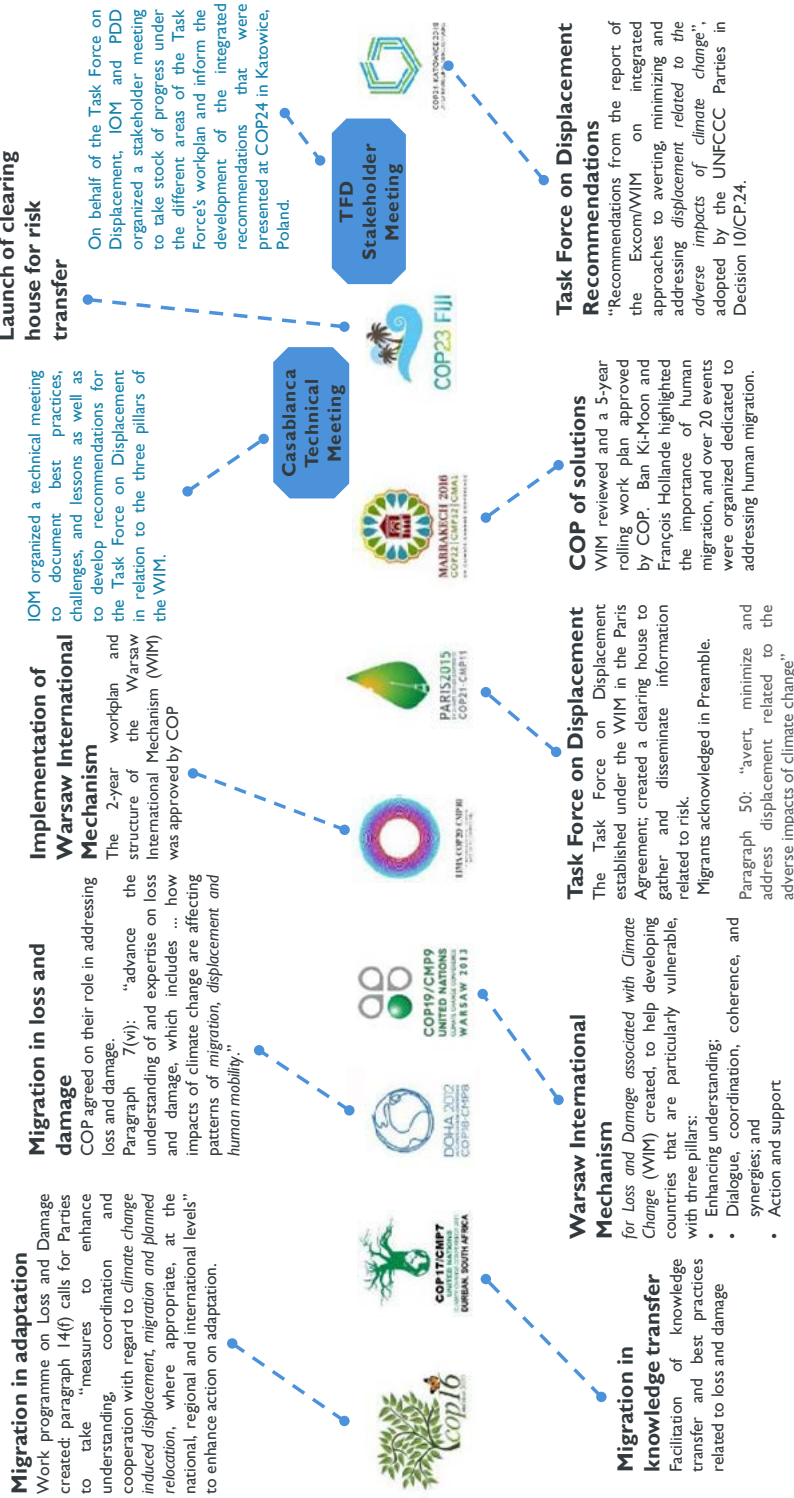 Migration in adaptation
Work programme on Loss and Damage
created: paragraph 14(f) calls for Parties
to take “measures to enhance
understanding, coordination and
cooperation with regard to climate change
induced displacement, migration and planned
relocation, where appropriate, at the
national, regional and international levels”
to enhance action on adaptation.
Migration in loss and
damage
COP agreed on their role in addressing
loss and damage.
Paragraph 7(vi): “advance the
understanding of and expertise on loss
and damage, which includes ... how
impacts of climate change are affecting
patterns of migration, displacement and
human mobility.”
Implementation of
Warsaw International
Mechanism
The 2-year workplan and
structure of the Warsaw
International Mechanism (WIM)
was approved by COP
IOM organized a technical meeting
to document best practices,
challenges, and lessons as well as
to develop recommendations for
the Task Force on Displacement
in relation to the three pillars of
the WIM.
Launch of clearing
house for risk
transfer
On behalf of the Task Force on
Displacement, IOM and PDD
organized a stakeholder meeting
to take stock of progress under
the different areas of the Task
Force’s workplan and inform the
development of the integrated
recommendations that were
presented at COP24 in Katowice,
Poland.
Casablanca
Technical
Meeting
TFD
Stakeholder
Meeting
cop16
COP17/CMP7
UNITED NATIONS
DURBAN, SOUTH AFRICA
DOHA 2012
COP18·CMP8
COP19/CMP9
UNITED NATIONS
CLIMATE CHANGE CONFERENCE
WARSAW 2013
LIMA COP20 CMP10
PARIS2015
COP21·CMP11
MARRAKECH 2016
COP22|CMP12|CMA1
UN CLIMATE CHANGE CONFERENCE
COP23 FIJI
Migration in
knowledge transfer
Facilitation of knowledge
transfer and best practices
related to loss and damage
Warsaw International
Mechanism
for Loss and Damage associated with Climate
Change (WIM) created, to help developing
countries that are particularly vulnerable,
with three pillars:
• Enhancing understanding;
• Dialogue, coordination, coherence, and
synergies; and
• Action and support
Task Force on Displacement
The Task Force on Displacement
established under the WIM in the Paris
Agreement; created a clearing house to
gather and disseminate information
related to risk.
Migrants acknowledged in Preamble.
Paragraph 50: “avert, minimize and
address displacement related to the
adverse impacts of climate change”
COP of solutions
WIM reviewed and a 5-year
rolling work plan approved
by COP. Ban Ki-Moon and
François Hollande highlighted
the importance of human
migration, and over 20 events
were organized dedicated to
addressing human migration.
Task Force on Displacement
Recommendations
“Recommendations from the report of
the Excom/WIM on integrated
approaches to averting, minimizing and
addressing displacement related to the
adverse impacts of climate change”,
adopted by the UNFCCC Parties in
Decision 10/CP.24.